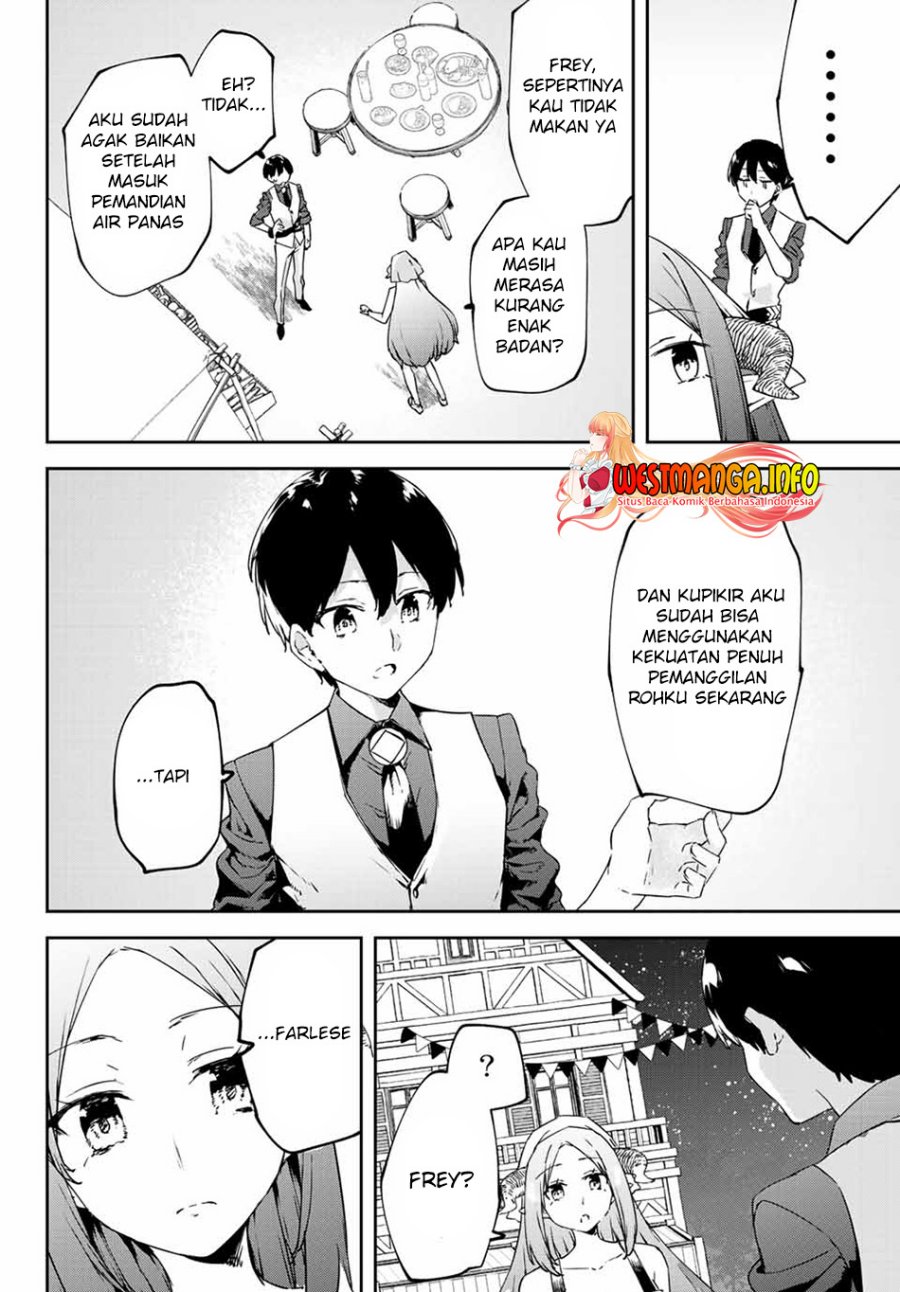 .....
FREY,
SEPERTINYA
KAU TIDAK
MAKAN YA
APA KAU
MASIH
MERASA
KURANG
ENAK
BADAN?
EH?
TIDAK...
AKU SUDAH
AGAK BAIKAN
SETELAH
MASUK
PEMANDIAN
AIR PANAS
WESTMANGA.INFO
Situs Baca Komik Berbahasa Indonesia
DAN KUPIKIR AKU
SUDAH BISA
MENGGUNAKAN
KEKUATAN PENUH
PEMANGGILAN
ROHKU SEKARANG
...TAPI
?
FREY?
...FARLESE